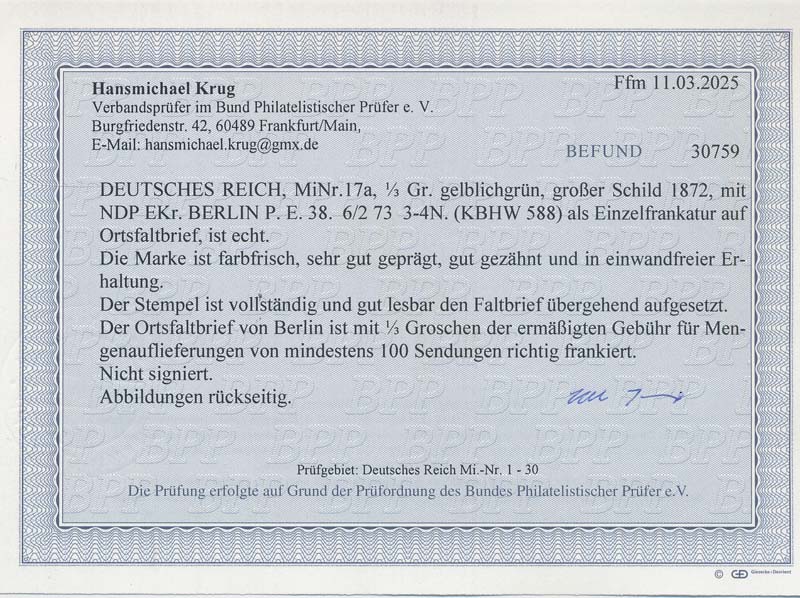 Hansmichael Krug
Verbandsprüfer im Bund Philatelistischer Prüfer e. V.
Burgfriedenstr. 42, 60489 Frankfurt/Main,
E-Mail: hansmichael.krug@gmx.de
Ffm 11.03.2025
BEFUND 30759
DEUTSCHES REICH, MiNr.17a, ⅓ Gr. gelblichgrün, großer Schild 1872, mit
NDP EKr. BERLIN P. E. 38. 6/2 73 3-4N. (KBHW 588) als Einzelfrankatur auf
Ortsfaltbrief, ist echt.
Die Marke ist farbfrisch, sehr gut geprägt, gut gezähnt und in einwandfreier Er-
haltung.
Der Stempel ist vollständig und gut lesbar den Faltbrief übergehend aufgesetzt.
Der Ortsfaltbrief von Berlin ist mit ⅓ Groschen der ermäßigten Gebühr für Men-
genauflieferungen von mindestens 100 Sendungen richtig frankiert.
Nicht signiert.
Abbildungen rückseitig.
Prüfgebiet: Deutsches Reich Mi.-Nr. 1 - 30
Die Prüfung erfolgte auf Grund der Prüfordnung des Bundes Philatelistischer Prüfer e.V.
© Giesecke+Devrient